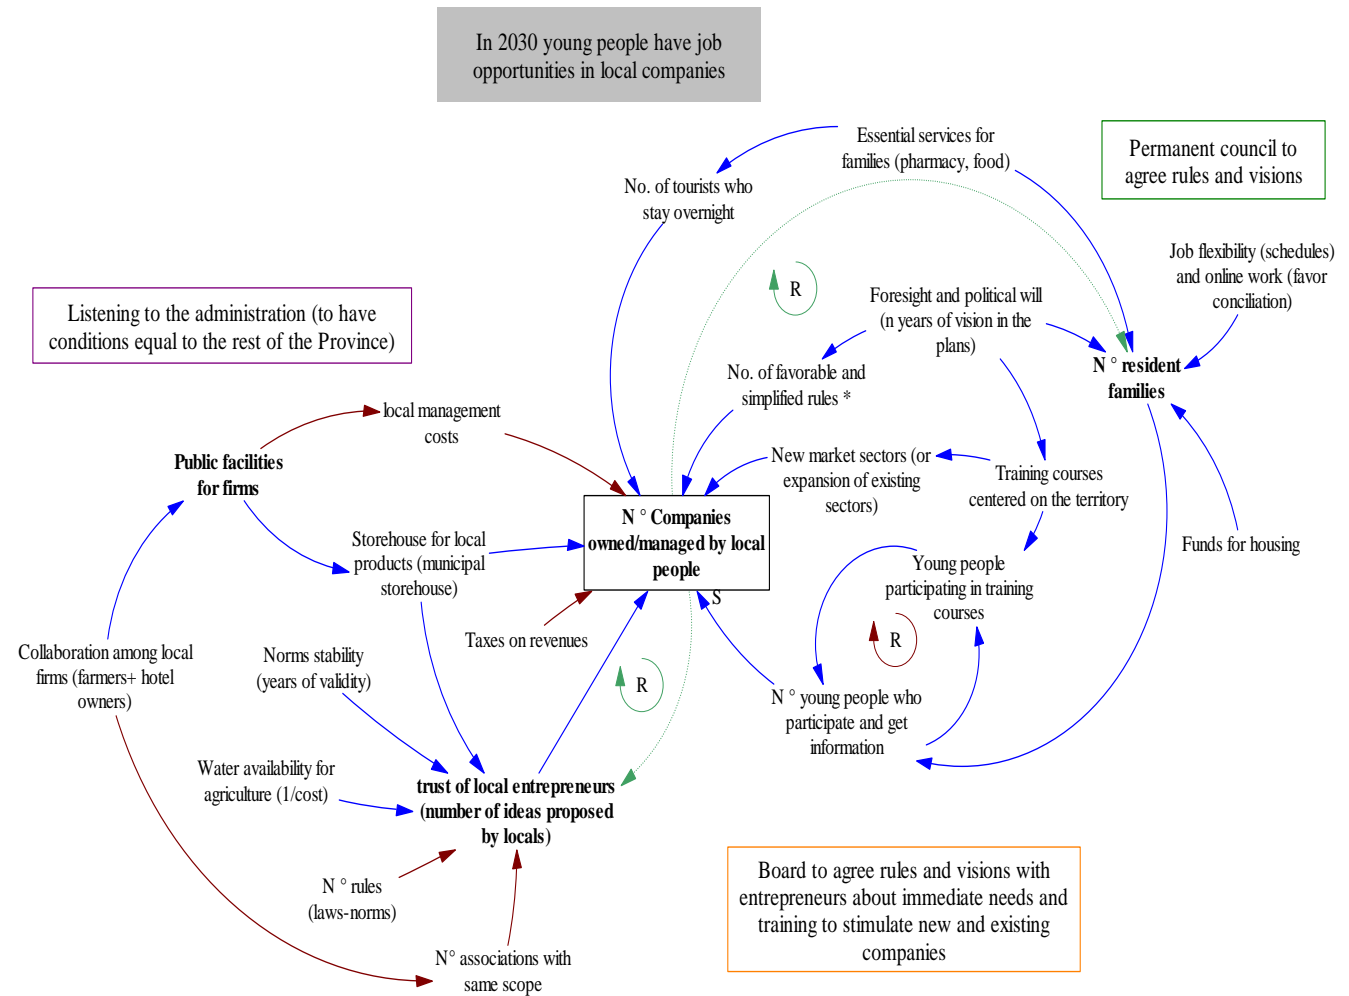 In 2030 young people have job
opportunities in local companies
Essential services for
families (pharmacy, food)
Permanent council to
agree rules and visions
No. of tourists who
stay overnight
Job flexibility (schedules)
and online work (favor
conciliation)
R
Foresight and political will
(n years of vision in the
plans)
Listening to the administration (to have
conditions equal to the rest of the Province)
No. of favorable and
simplified rules *
N ° resident
families
local management
costs
Public facilities
for firms
New market sectors (or
expansion of existing
sectors)
Training courses
centered on the territory
N ° Companies
owned/managed by local
people
S
Storehouse for local
products (municipal
storehouse)
Funds for housing
Young people
participating in training
courses
R
Taxes on revenues
Collaboration among local
firms (farmers+ hotel
owners)
Norms stability
(years of validity)
R
N ° young people who
participate and get
information
Water availability for
agriculture (1/cost)
trust of local entrepreneurs
(number of ideas proposed
by locals)
N ° rules
(laws-norms)
Board to agree rules and visions with
entrepreneurs about immediate needs and
training to stimulate new and existing
companies
N° associations with
same scope